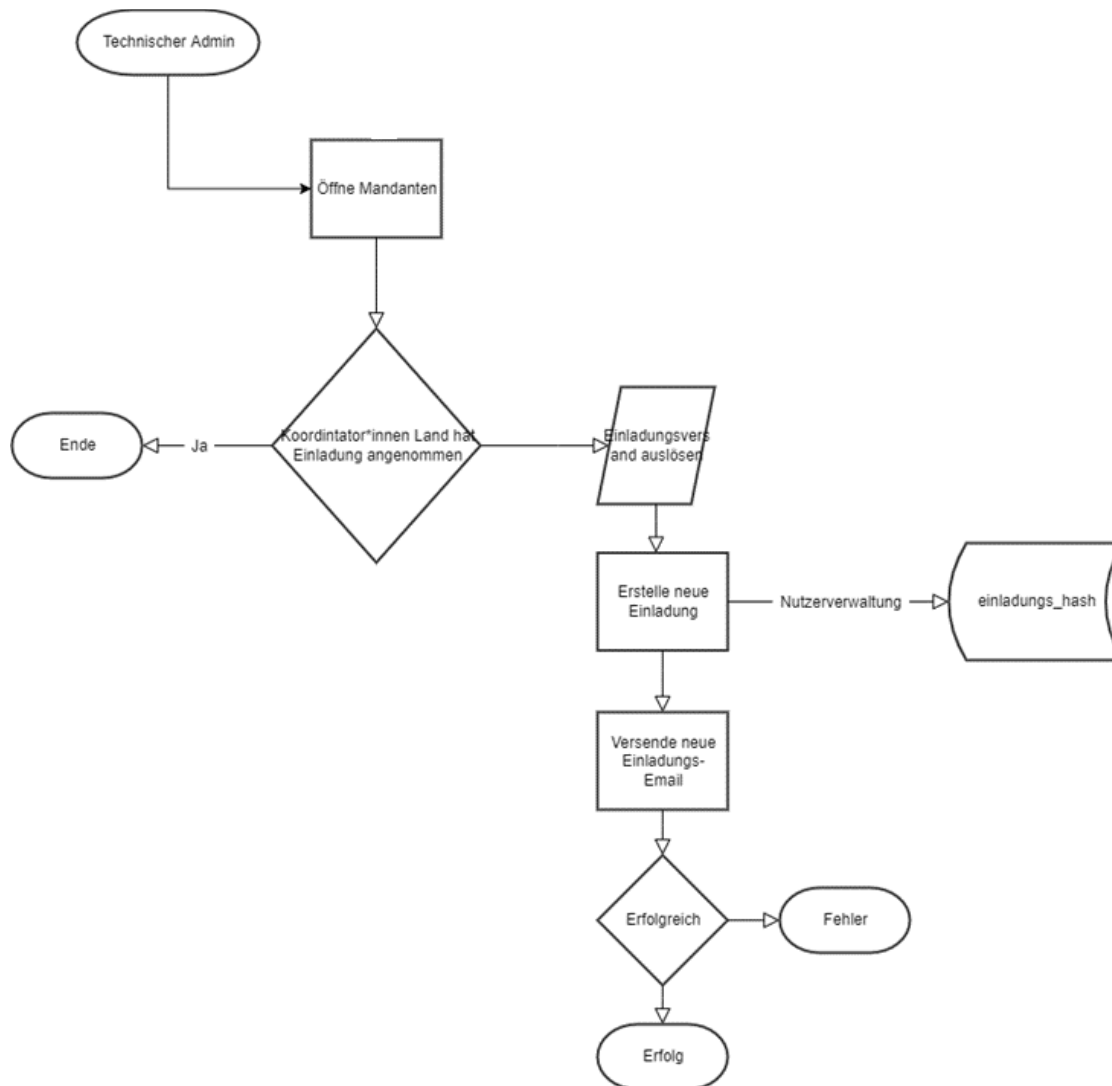 Technischer Admin
Öffne Mandanten
Koordintator*innen Land hat
Einladung angenommen
Ja
Ende
Einladungsvers
and auslösen
Erstelle neue
Einladung
Nutzerverwaltung
einladungs_hash
Versende neue
Einladungs-
Email
Erfolgreich
Fehler
Erfolg